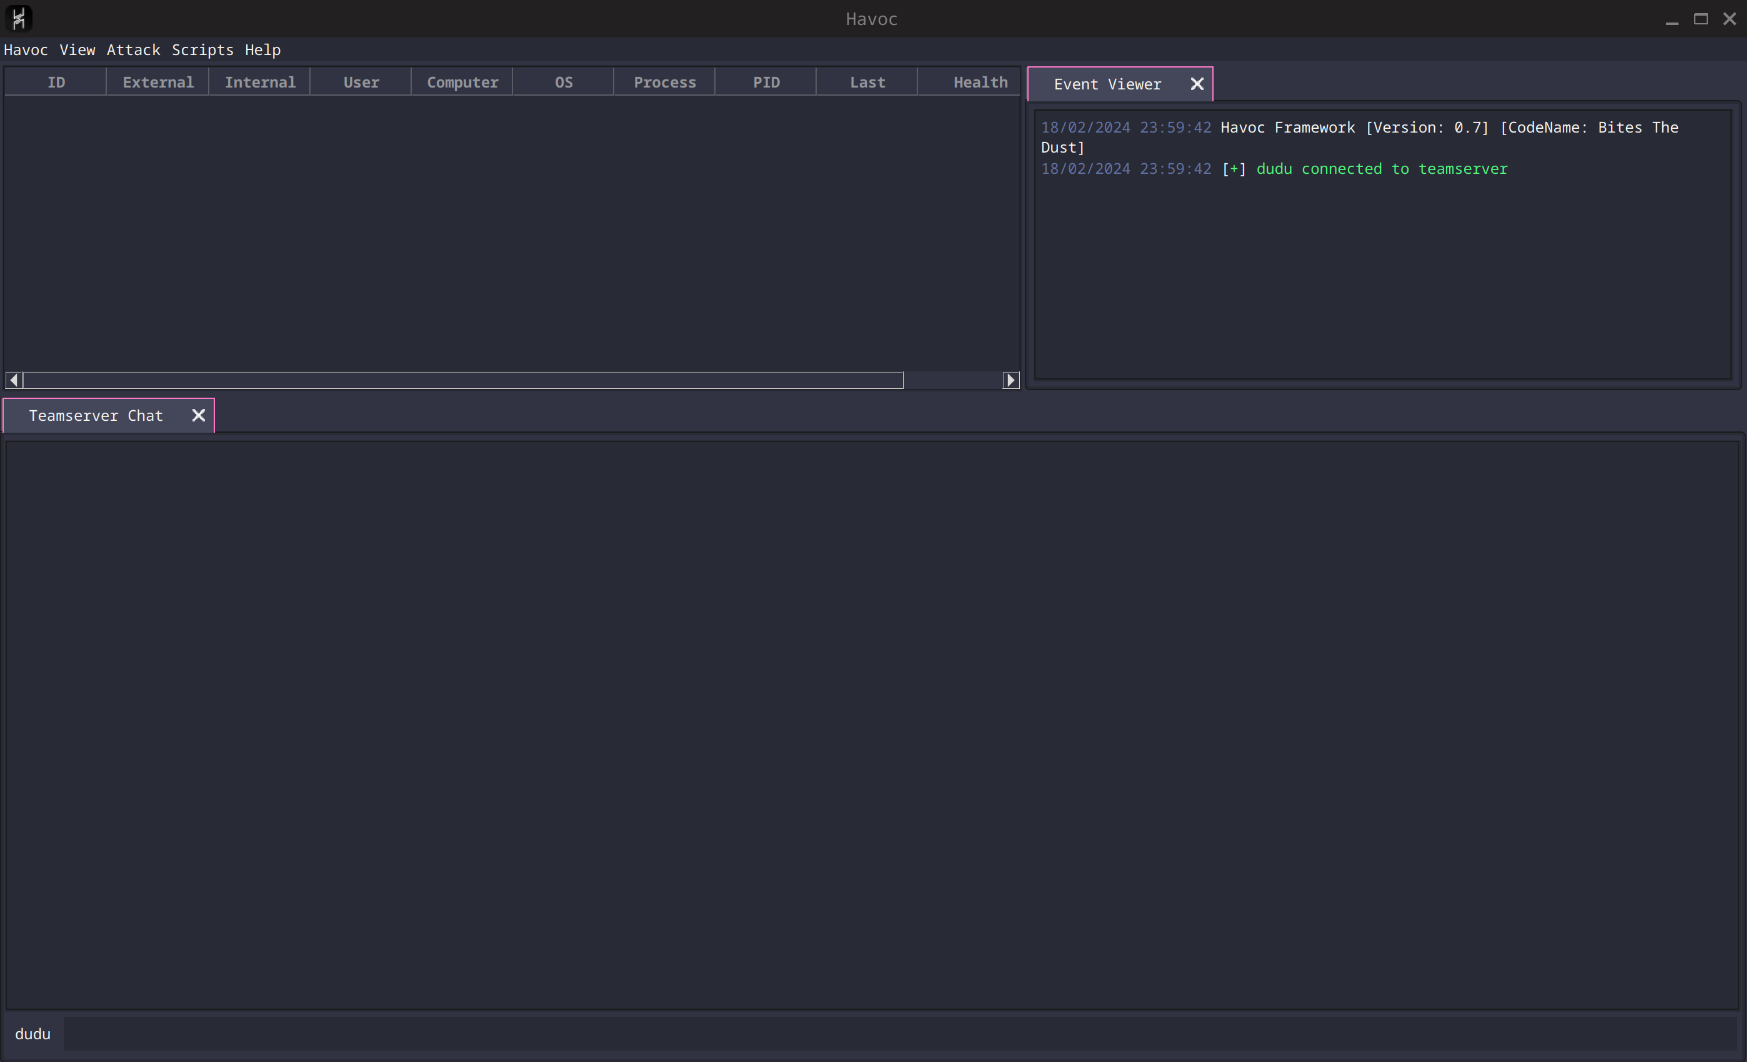 Havoc
Havoc View Attack Scripts Help
ID External Internal User Computer OS Process PID Last Health
Event Viewer
18/02/2024 23:59:42 Havoc Framework [Version: 0.7] [CodeName: Bites The
Dust]
18/02/2024 23:59:42 [+] dudu connected to teamserver
Teamserver Chat
dudu